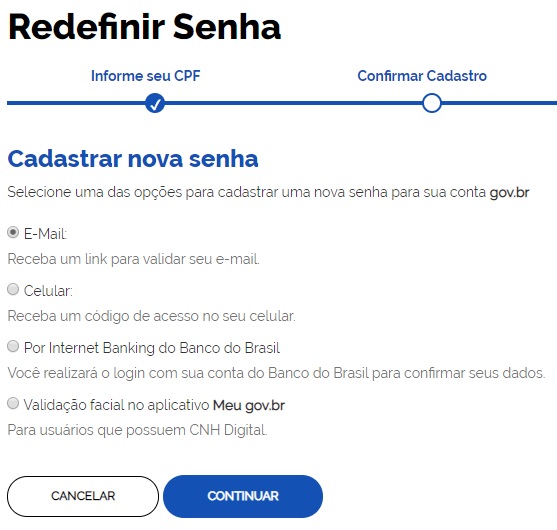 Redefinir Senha
Informe seu CPF
Confirmar Cadastro
Cadastrar nova senha
Selecione uma das opções para cadastrar uma nova senha para sua conta gov.br
E-Mail:
Receba um link para validar seu e-mail.
Celular:
Receba um código de acesso no seu celular.
Por Internet Banking do Banco do Brasil
Você realizará o login com sua conta do Banco do Brasil para confirmar seus dados.
Validação facial no aplicativo Meu gov.br
Para usuários que possuem CNH Digital.
CANCELAR
CONTINUAR